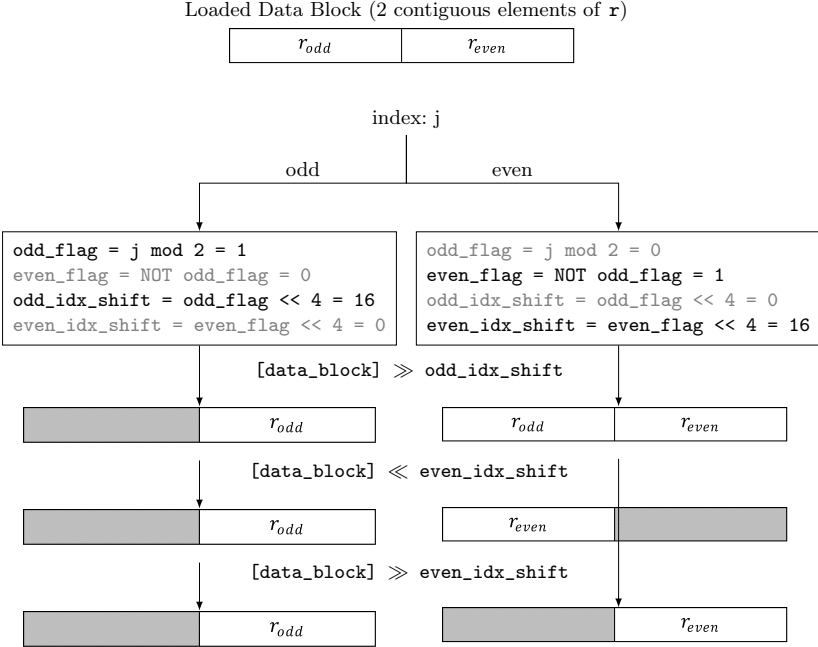 Loaded Data Block (2 contiguous elements of r)
r_odd r_even
index: j
odd even
odd_flag = j mod 2 = 1
even_flag = NOT odd_flag = 0
odd_idx_shift = odd_flag << 4 = 16
even_idx_shift = even_flag << 4 = 0
odd_flag = j mod 2 = 0
even_flag = NOT odd_flag = 1
odd_idx_shift = odd_flag << 4 = 0
even_idx_shift = even_flag << 4 = 16
[data_block] ≫ odd_idx_shift
r_odd r_odd r_even
[data_block] ≪ even_idx_shift
r_odd r_even
[data_block] ≫ even_idx_shift
r_odd r_even